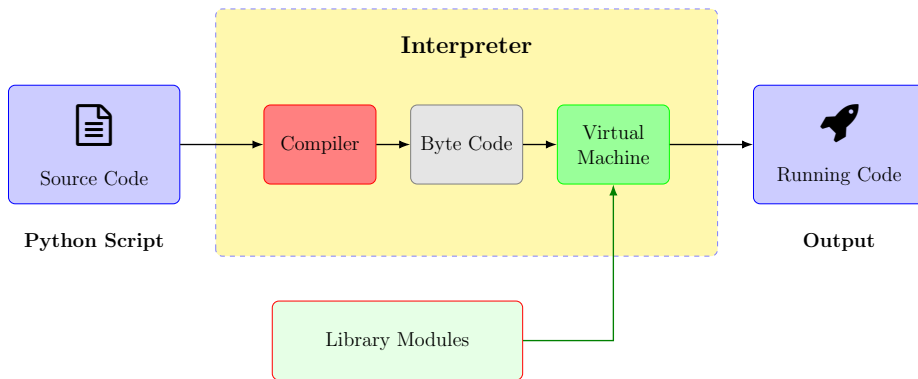 Interpreter
Source Code
Compiler
Byte Code
Virtual
Machine
Running Code
Python Script
Output
Library Modules